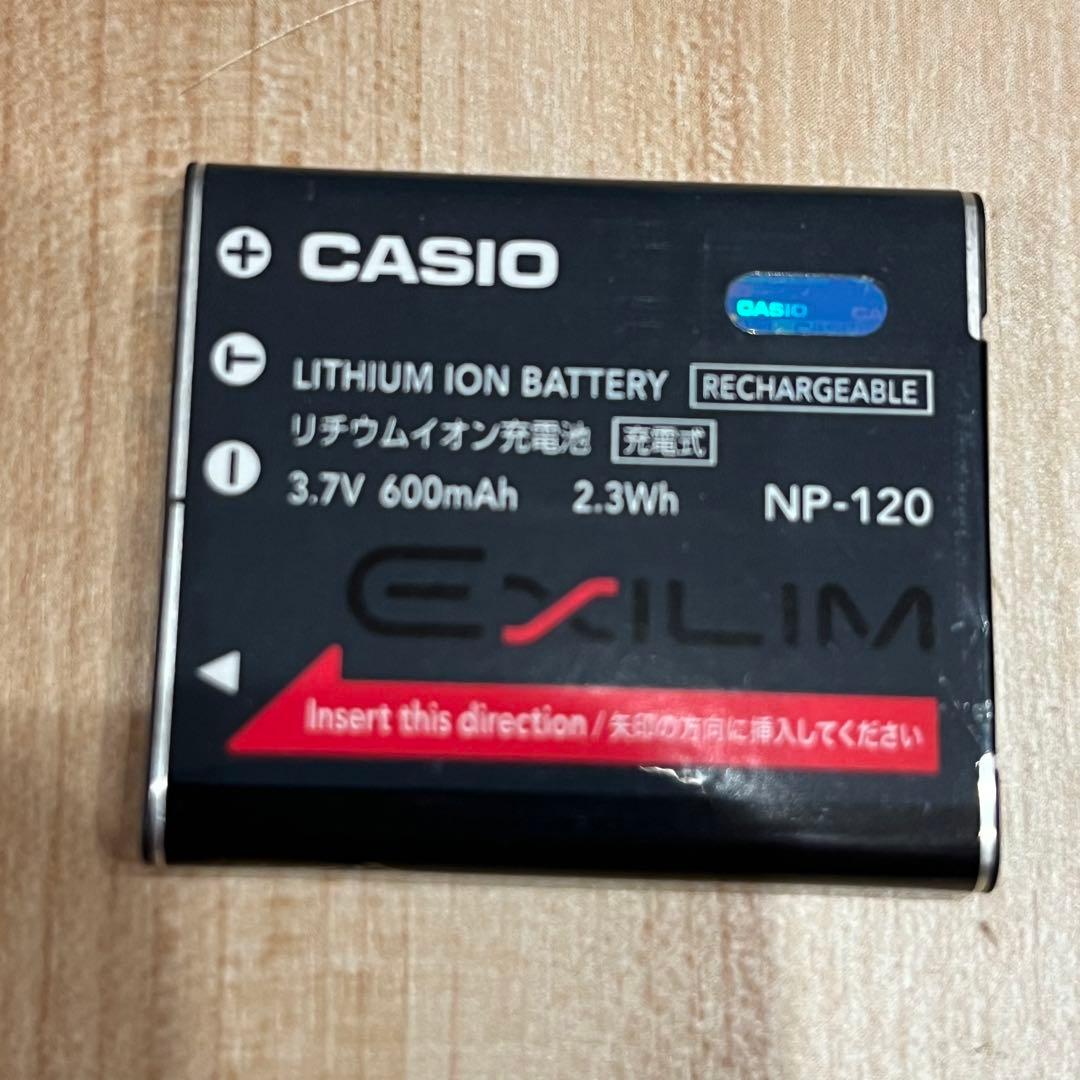 CASIO
CASIO
LITHIUM ION BATTERY RECHARGEABLE
リチウムイオン充電池 充電式
3.7V 600mAh 2.3Wh NP-120
EXILIM
Insert this direction / 矢印の方向に挿入してください